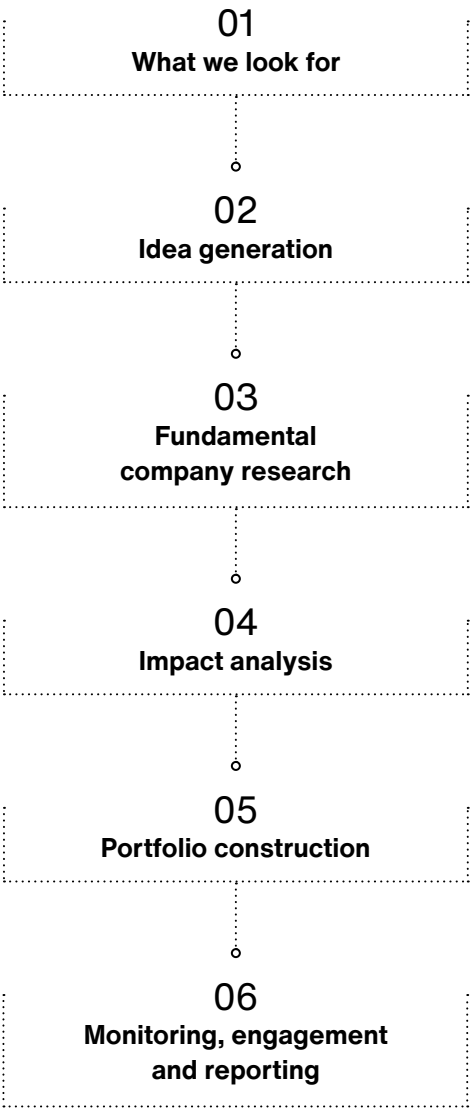 01
What we look for
02
Idea generation
03
Fundamental
company research
04
Impact analysis
05
Portfolio construction
06
Monitoring, engagement
and reporting